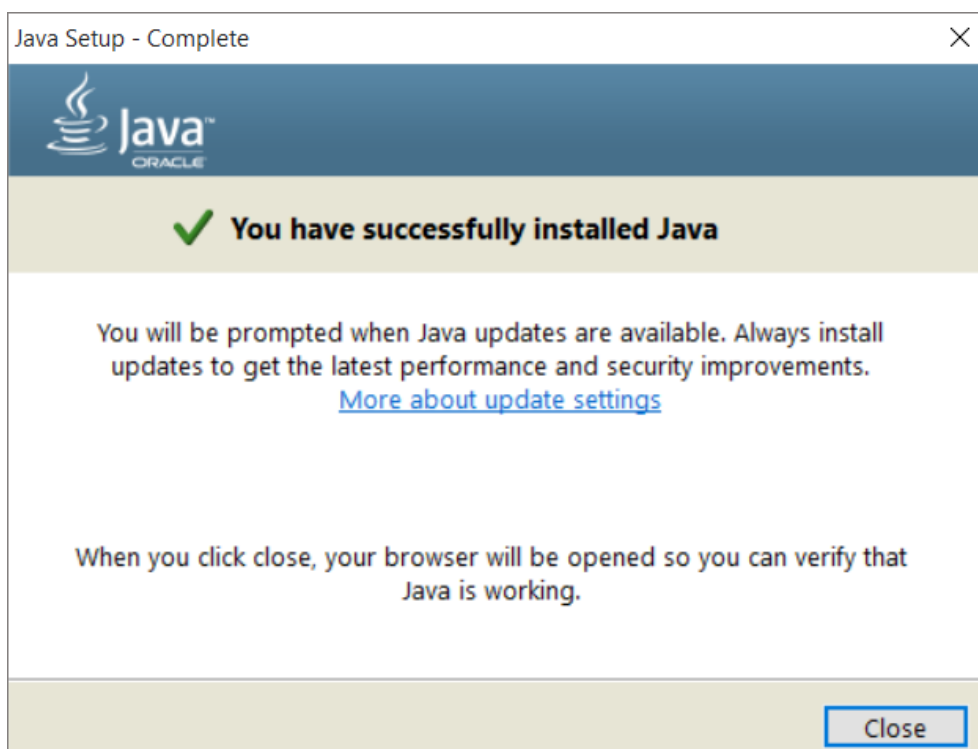 Java Setup - Complete
Java™
ORACLE
You have successfully installed Java
You will be prompted when Java updates are available. Always install
updates to get the latest performance and security improvements.
More about update settings
When you click close, your browser will be opened so you can verify that
Java is working.
Close